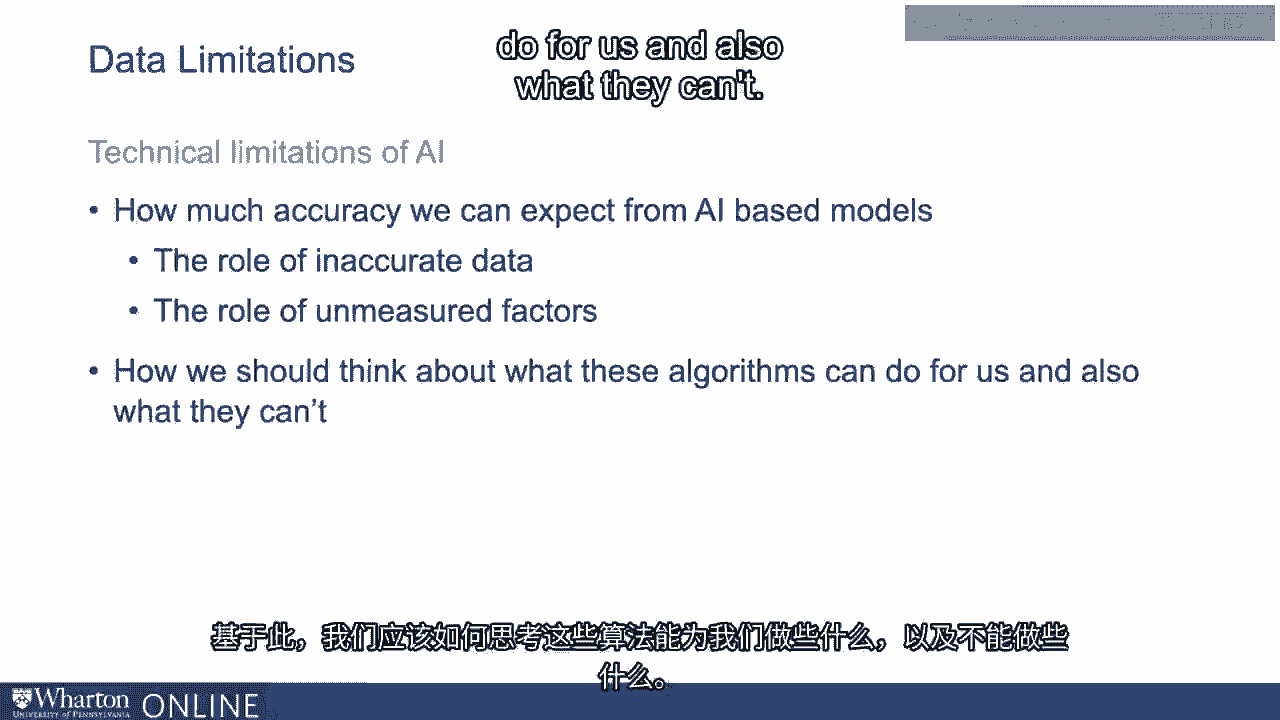 Data Limitations
do for us and also
what they can't.
Technical limitations of AI
• How much accuracy we can expect from AI based models
• The role of inaccurate data
• The role of unmeasured factors
• How we should think about what these algorithms can do for us and also
what they can't
基于此，我们应该如何思考这些算法能为我们做些什么，以及不能做些
什么。
Wharton ONLINE
UNIVERSITY of PENNSYLVANIA